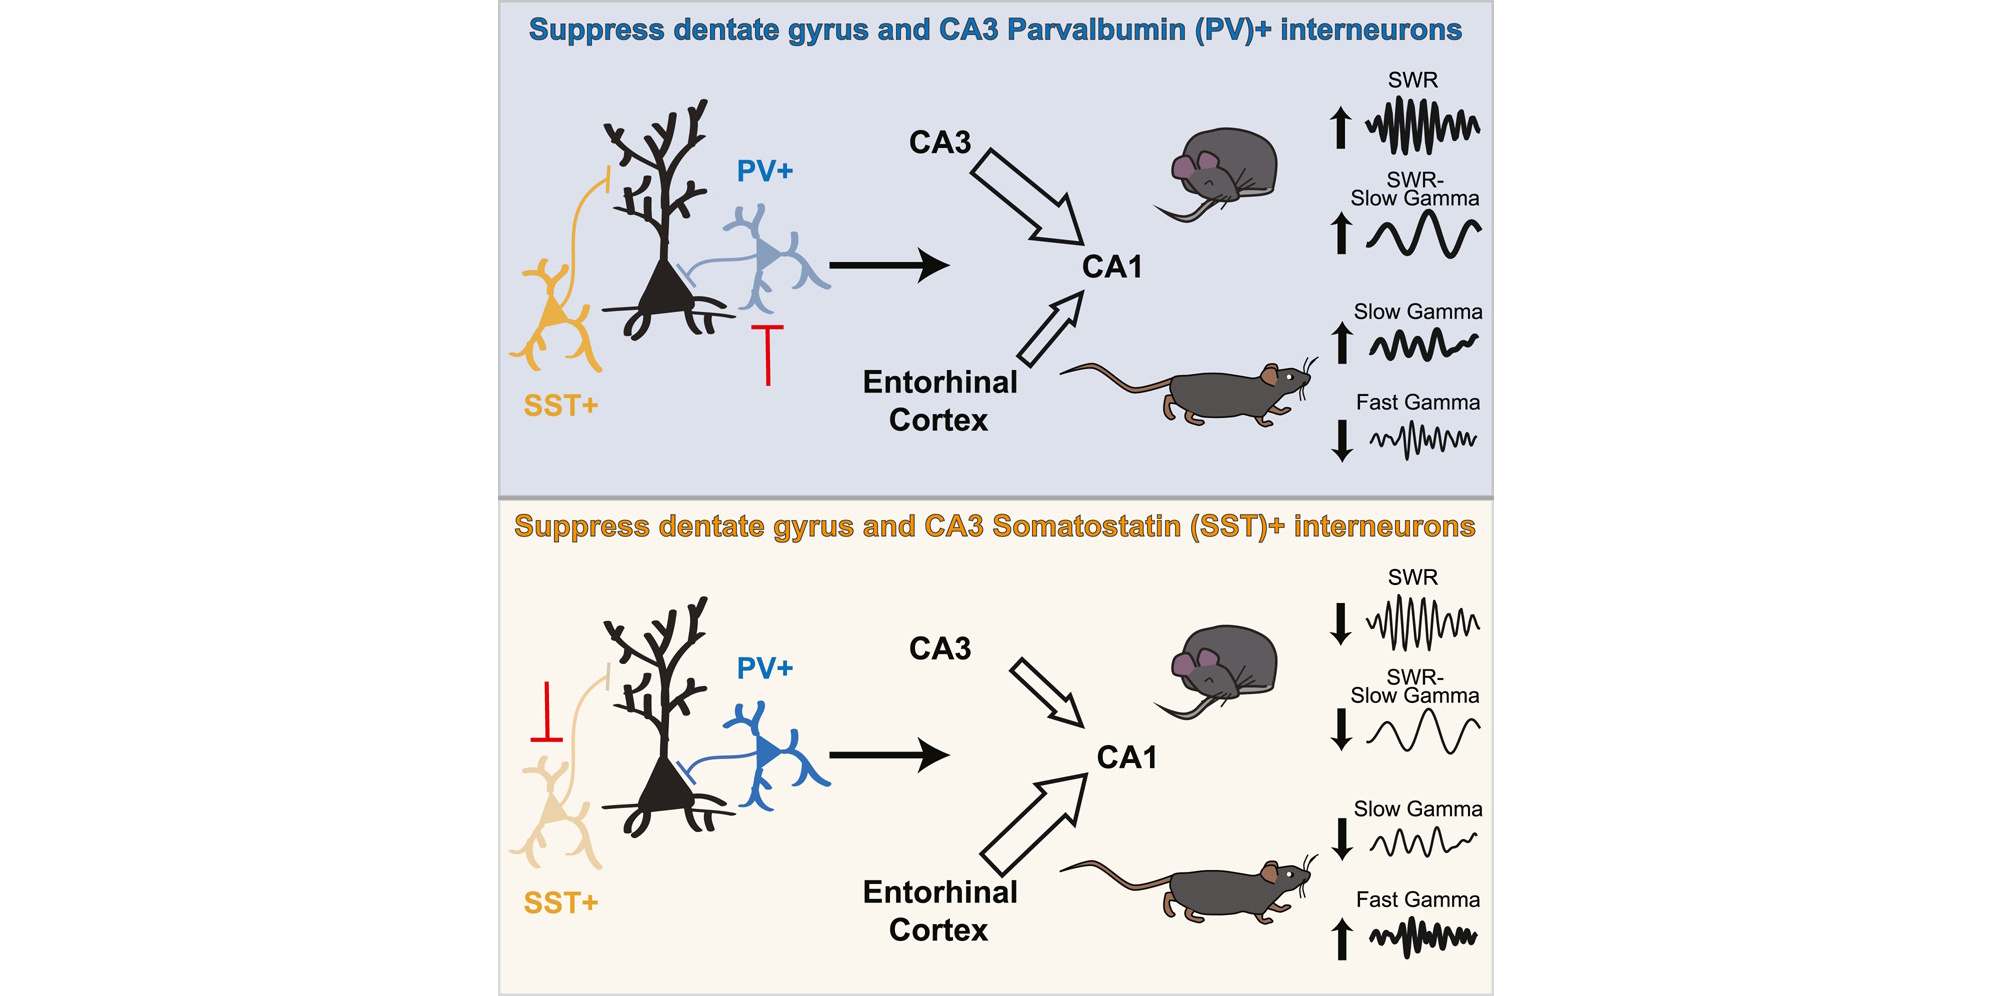 Suppress dentate gyrus and CA3 Parvalbumin (PV)+ interneurons
SWR
CA3
PV+
SWR-
Slow Gamma
CA1
Slow Gamma
Entorhinal
Cortex
SST+
Fast Gamma
Suppress dentate gyrus and CA3 Somatostatin (SST)+ interneurons
SWR
CA3
PV+
SWR-
Slow Gamma
CA1
Slow Gamma
Entorhinal
Cortex
SST+
Fast Gamma